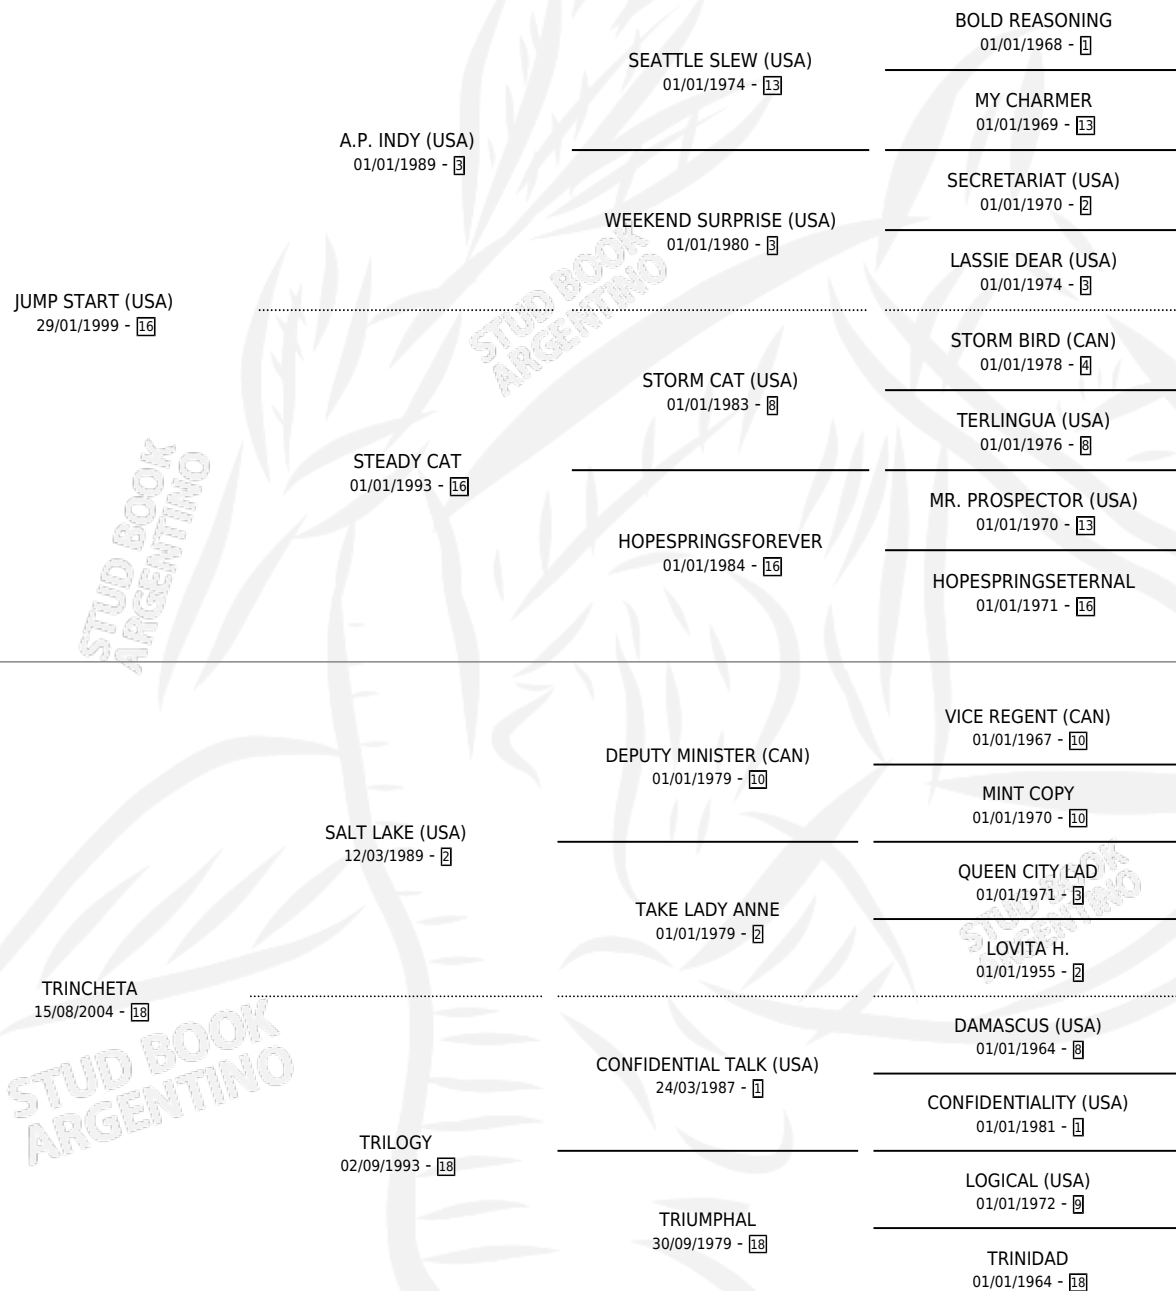 BOLD REASONING
01/01/1968 - 1
SEATTLE SLEW (USA)
01/01/1974 - 13
MY CHARMER
01/01/1969 - 13
A.P. INDY (USA)
01/01/1989 - 3
SECRETARIAT (USA)
01/01/1970 - 2
WEEKEND SURPRISE (USA)
01/01/1980 - 3
LASSIE DEAR (USA)
01/01/1974 - 3
JUMP START (USA)
29/01/1999 - 16
STORM BIRD (CAN)
01/01/1978 - 4
STORM CAT (USA)
01/01/1983 - 8
TERLINGUA (USA)
01/01/1976 - 8
STEADY CAT
01/01/1993 - 16
MR. PROSPECTOR (USA)
01/01/1970 - 13
HOPESPRINGSFOREVER
01/01/1984 - 16
HOPESPRINGSETERNAL
01/01/1971 - 16
VICE REGENT (CAN)
01/01/1967 - 10
DEPUTY MINISTER (CAN)
01/01/1979 - 10
MINT COPY
01/01/1970 - 10
SALT LAKE (USA)
12/03/1989 - 2
QUEEN CITY LAD
01/01/1971 - 3
TAKE LADY ANNE
01/01/1979 - 2
LOVITA H.
01/01/1955 - 2
TRINCHETA
15/08/2004 - 18
DAMASCUS (USA)
01/01/1964 - 8
CONFIDENTIAL TALK (USA)
24/03/1987 - 1
CONFIDENTIALITY (USA)
01/01/1981 - 1
TRILOGY
02/09/1993 - 18
LOGICAL (USA)
01/01/1972 - 9
TRIUMPHAL
30/09/1979 - 18
TRINIDAD
01/01/1964 - 18
STUD BOOK
ARGENTINO
STUD BOOK
ARGENTINO
STUD BOOK
ARGENTINO
STUD BOOK
ARGENTINO